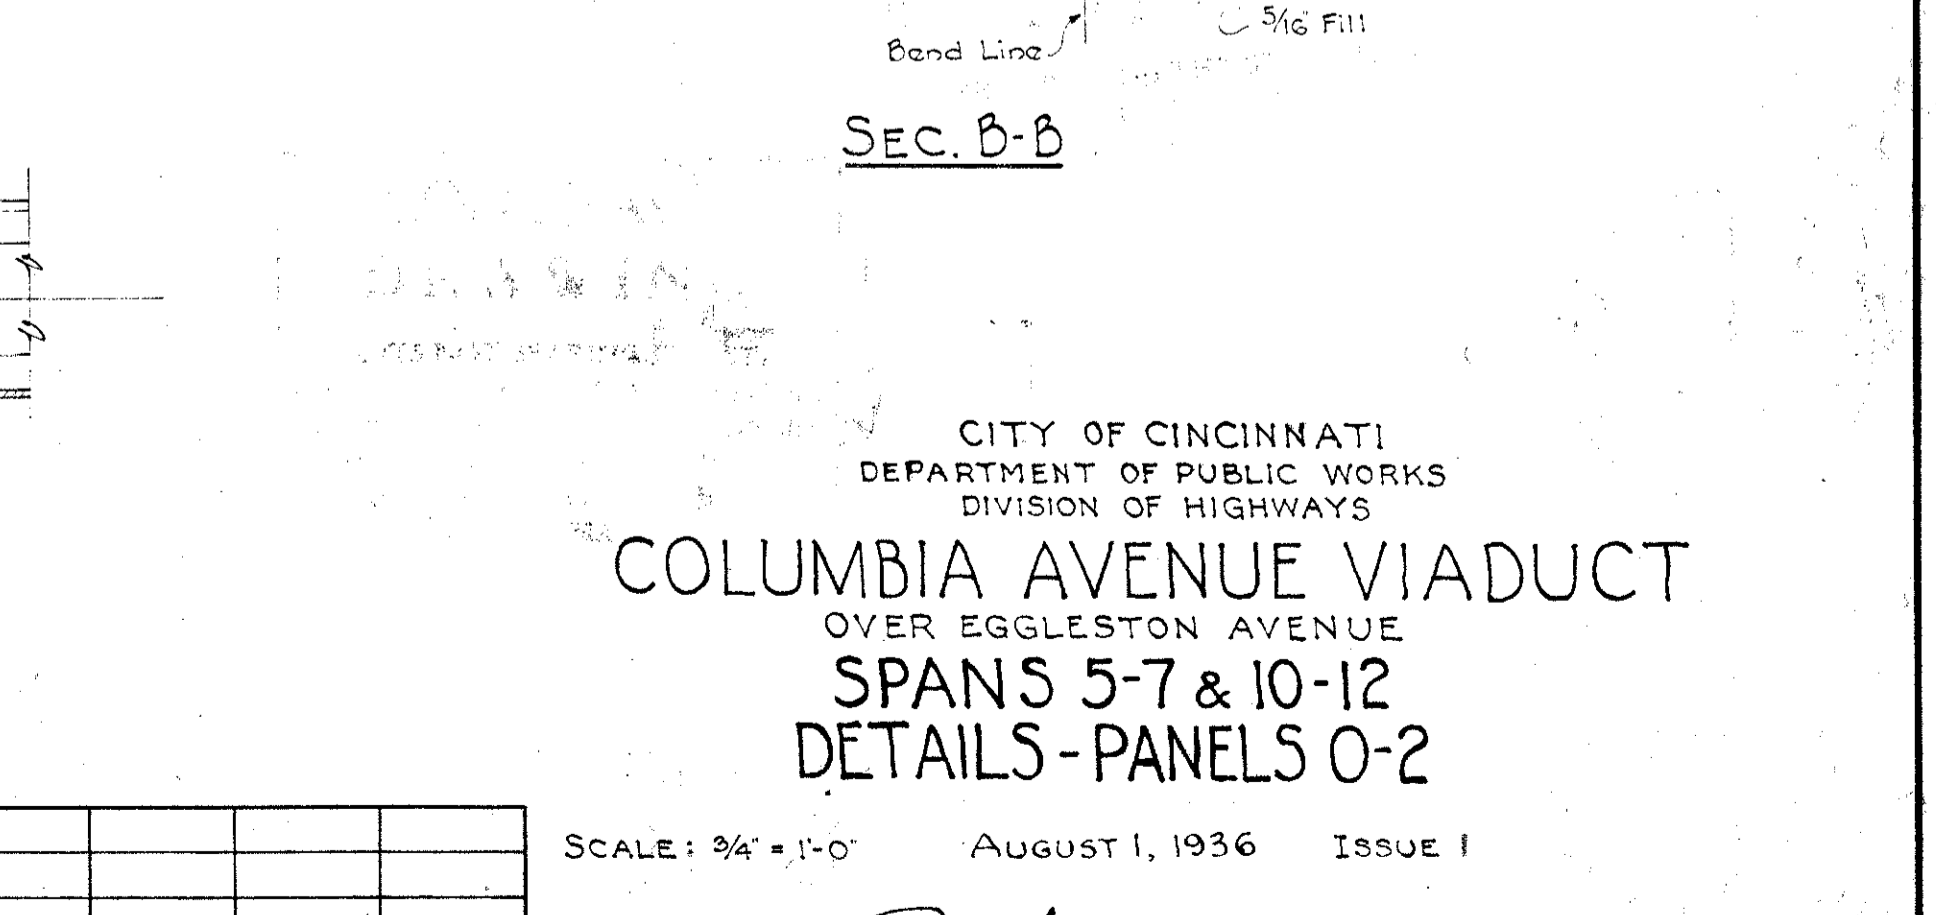 5/16" Fill
Bend Line
SEC. B-B
CITY OF CINCINNATI
DEPARTMENT OF PUBLIC WORKS
DIVISION OF HIGHWAYS
COLUMBIA AVENUE VIADUCT
OVER EGGLESTON AVENUE
SPANS 5-7 & 10-12
DETAILS - PANELS 0-2
SCALE: 3/4" = 1'-0" AUGUST 1, 1936 ISSUE 1